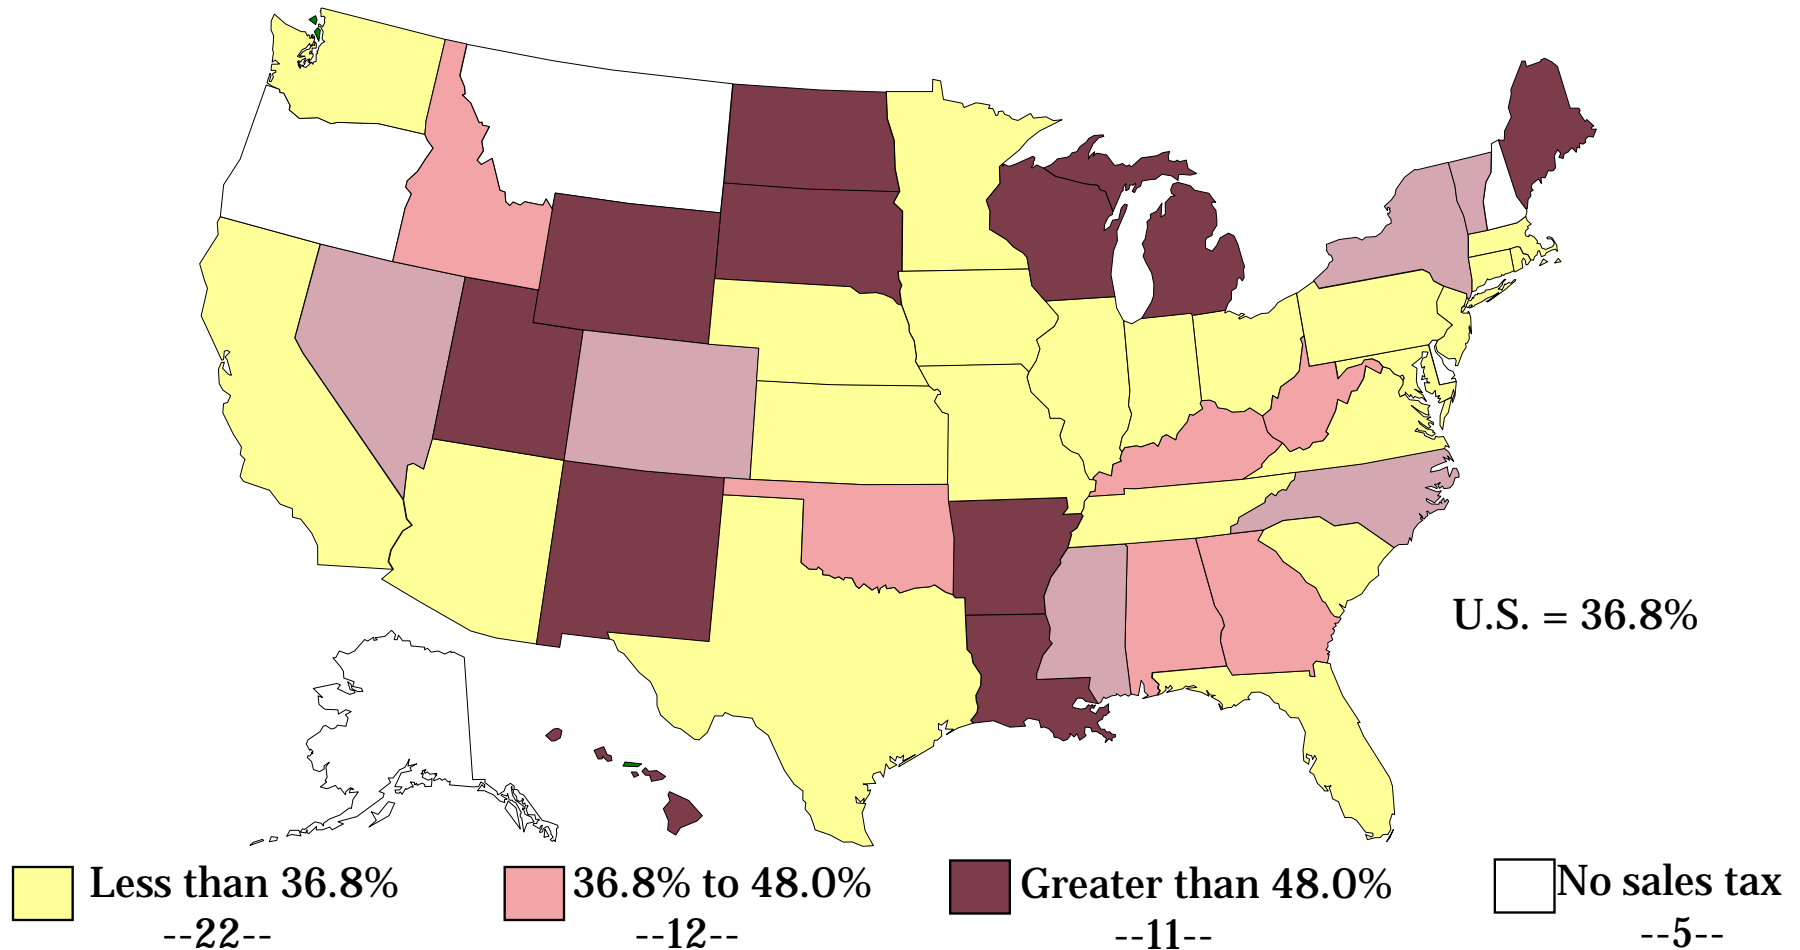 U.S. = 36.8%
Less than 36.8%
--22--
36.8% to 48.0%
--12--
Greater than 48.0%
--11--
No sales tax
--5--